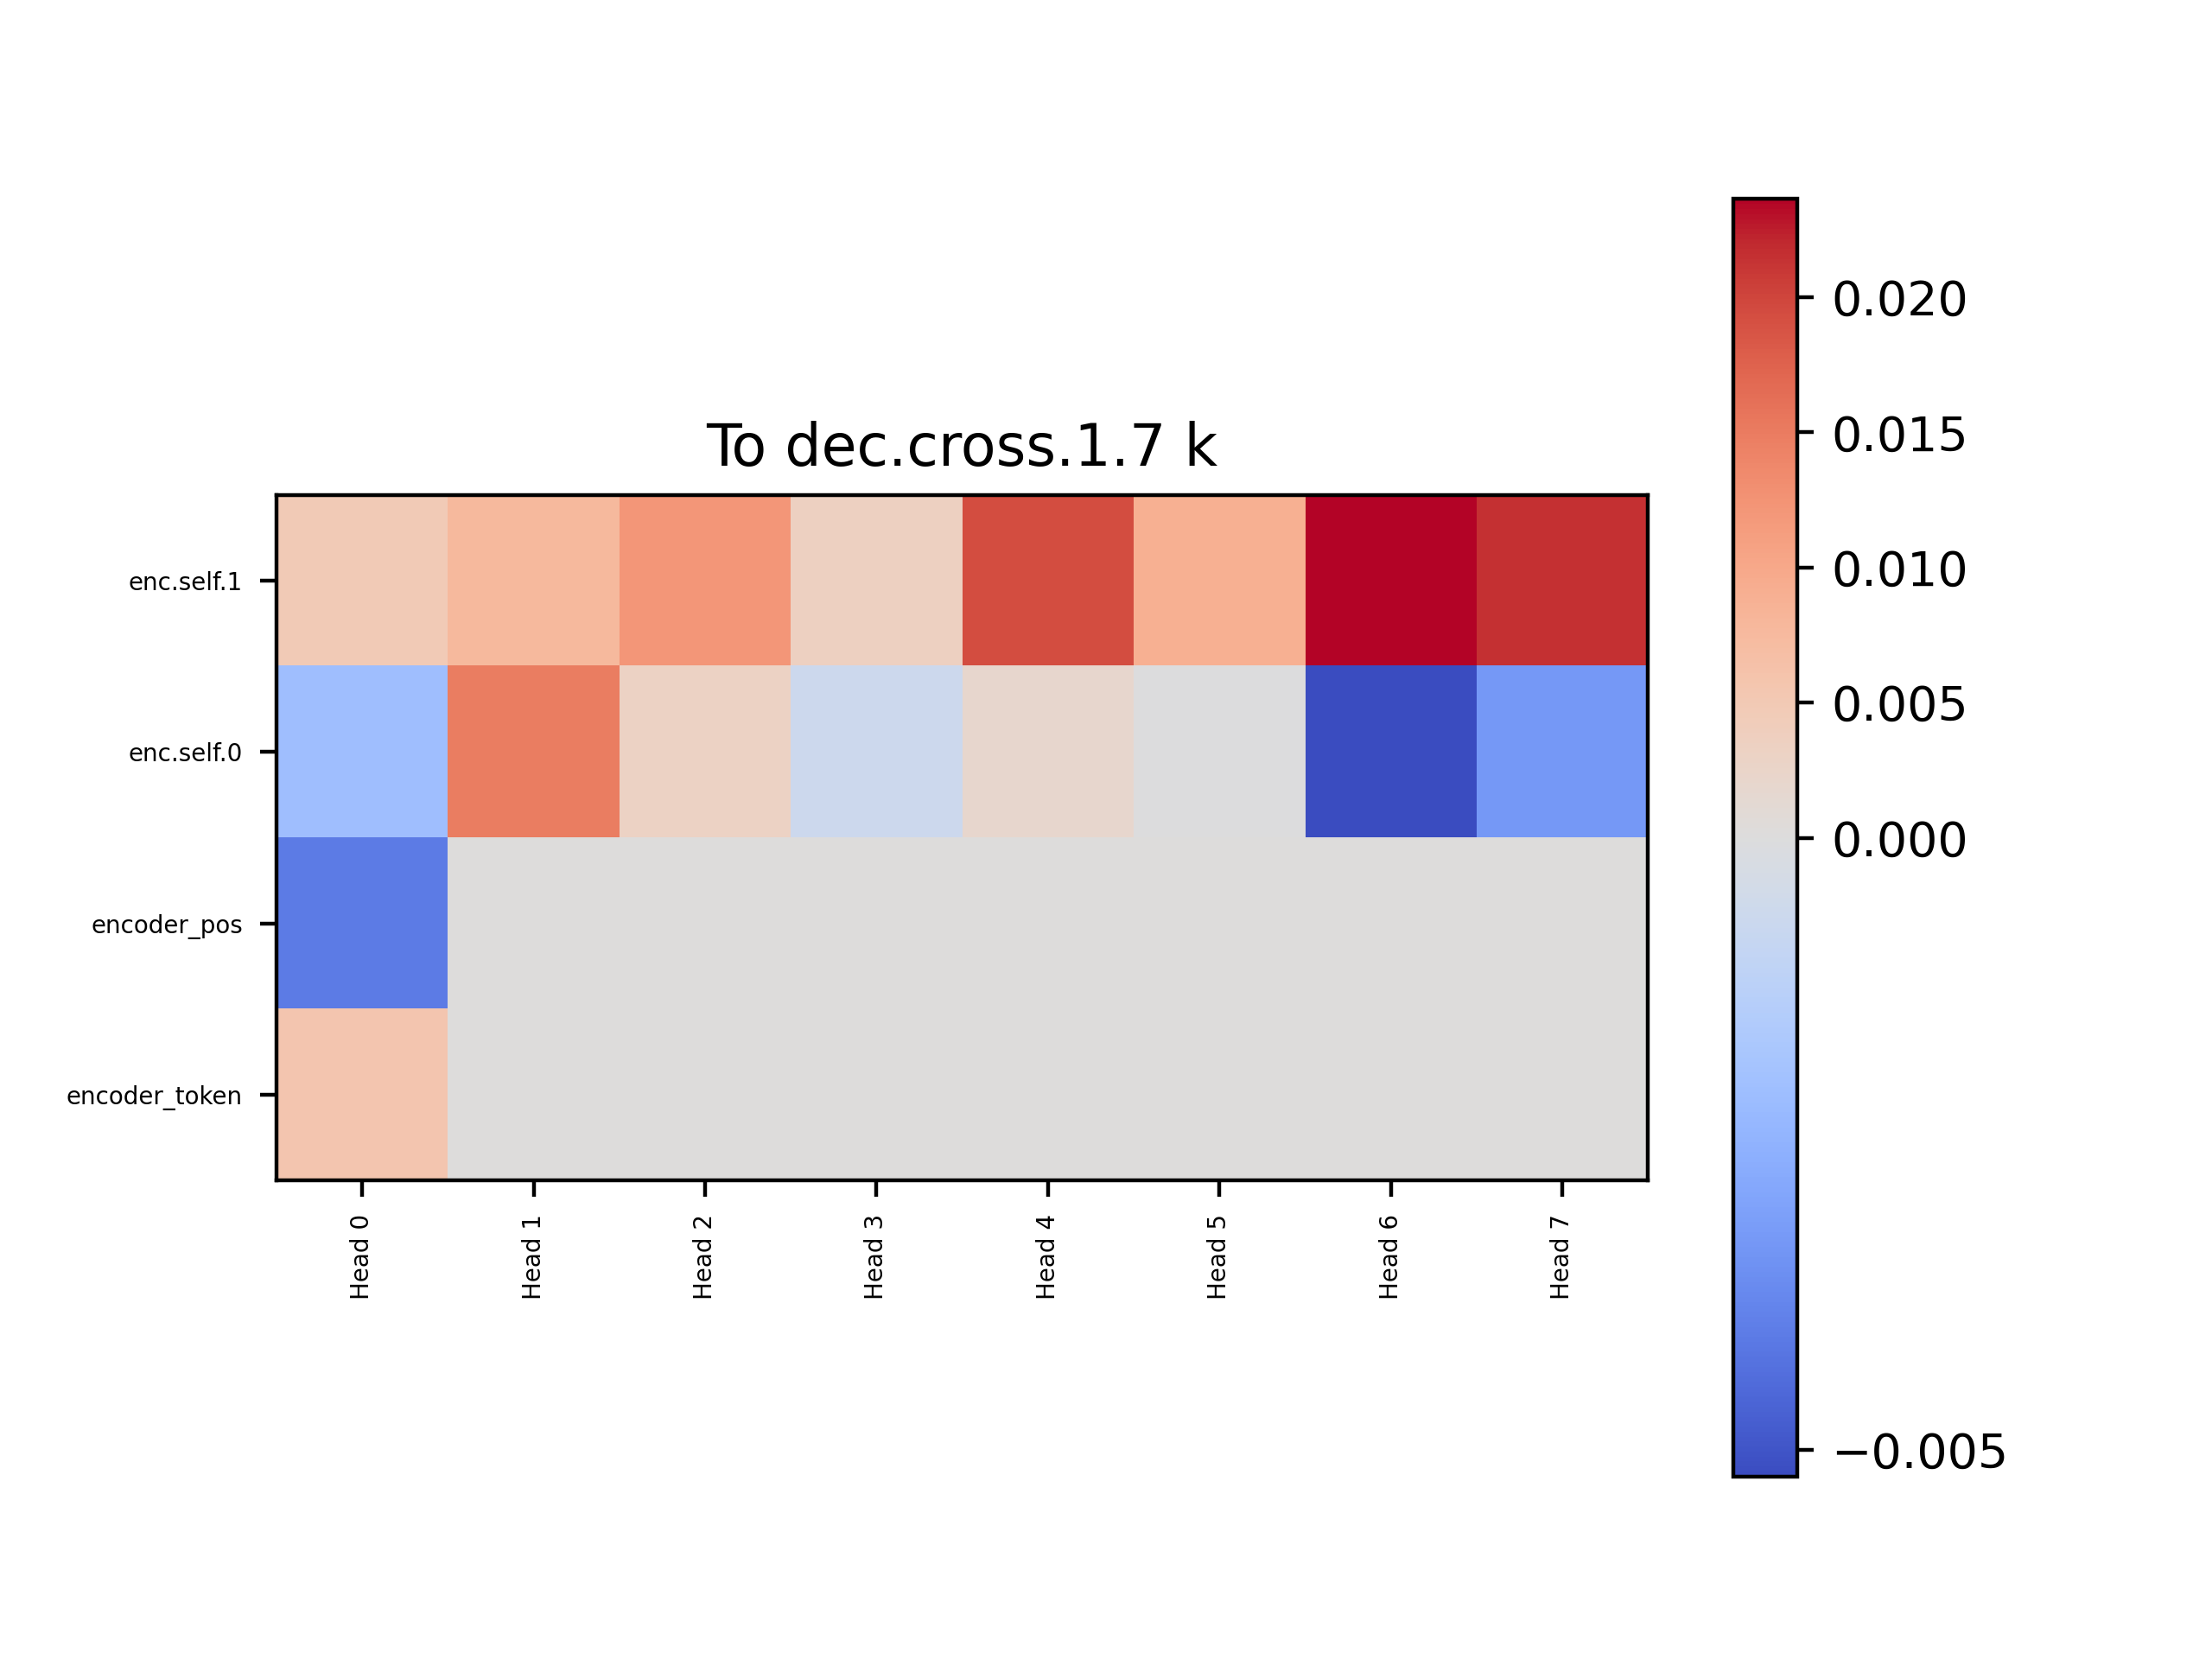 To dec.cross.1.7 k
enc.self.1
enc.self.0
encoder_pos
encoder_token
Head 0
Head 1
Head 2
Head 3
Head 4
Head 5
Head 6
Head 7
0.020
0.015
0.010
0.005
0.000
−0.005